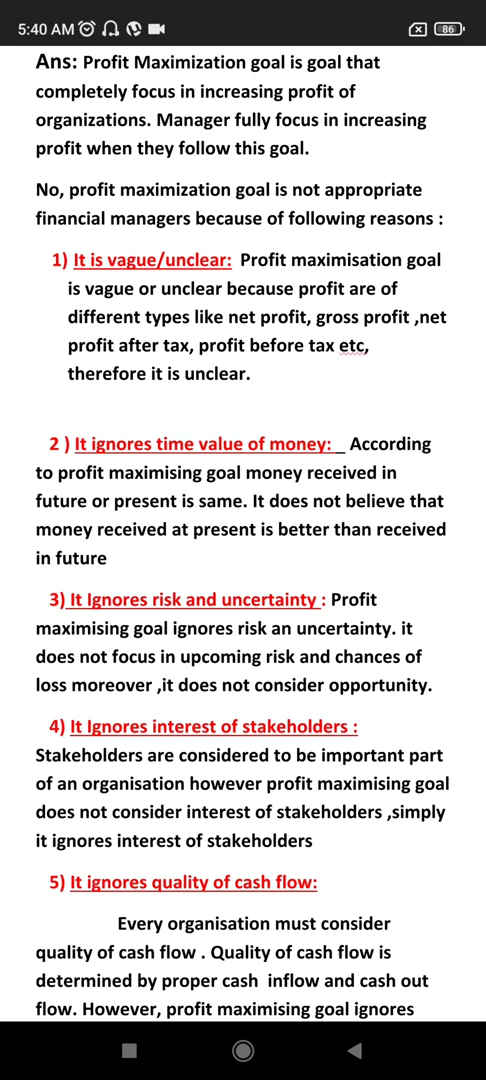 5:40 AM
86
Ans: Profit Maximization goal is goal that
completely focus in increasing profit of
organizations. Manager fully focus in increasing
profit when they follow this goal.
No, profit maximization goal is not appropriate
financial managers because of following reasons :
1) It is vague/unclear: Profit maximisation goal
is vague or unclear because profit are of
different types like net profit, gross profit ,net
profit after tax, profit before tax etc,
therefore it is unclear.
2 ) It ignores time value of money: _ According
to profit maximising goal money received in
future or present is same. It does not believe that
money received at present is better than received
in future
3) It Ignores risk and uncertainty : Profit
maximising goal ignores risk an uncertainty. it
does not focus in upcoming risk and chances of
loss moreover ,it does not consider opportunity.
4) It Ignores interest of stakeholders :
Stakeholders are considered to be important part
of an organisation however profit maximising goal
does not consider interest of stakeholders ,simply
it ignores interest of stakeholders
5) It ignores quality of cash flow:
Every organisation must consider
quality of cash flow . Quality of cash flow is
determined by proper cash inflow and cash out
flow. However, profit maximising goal ignores